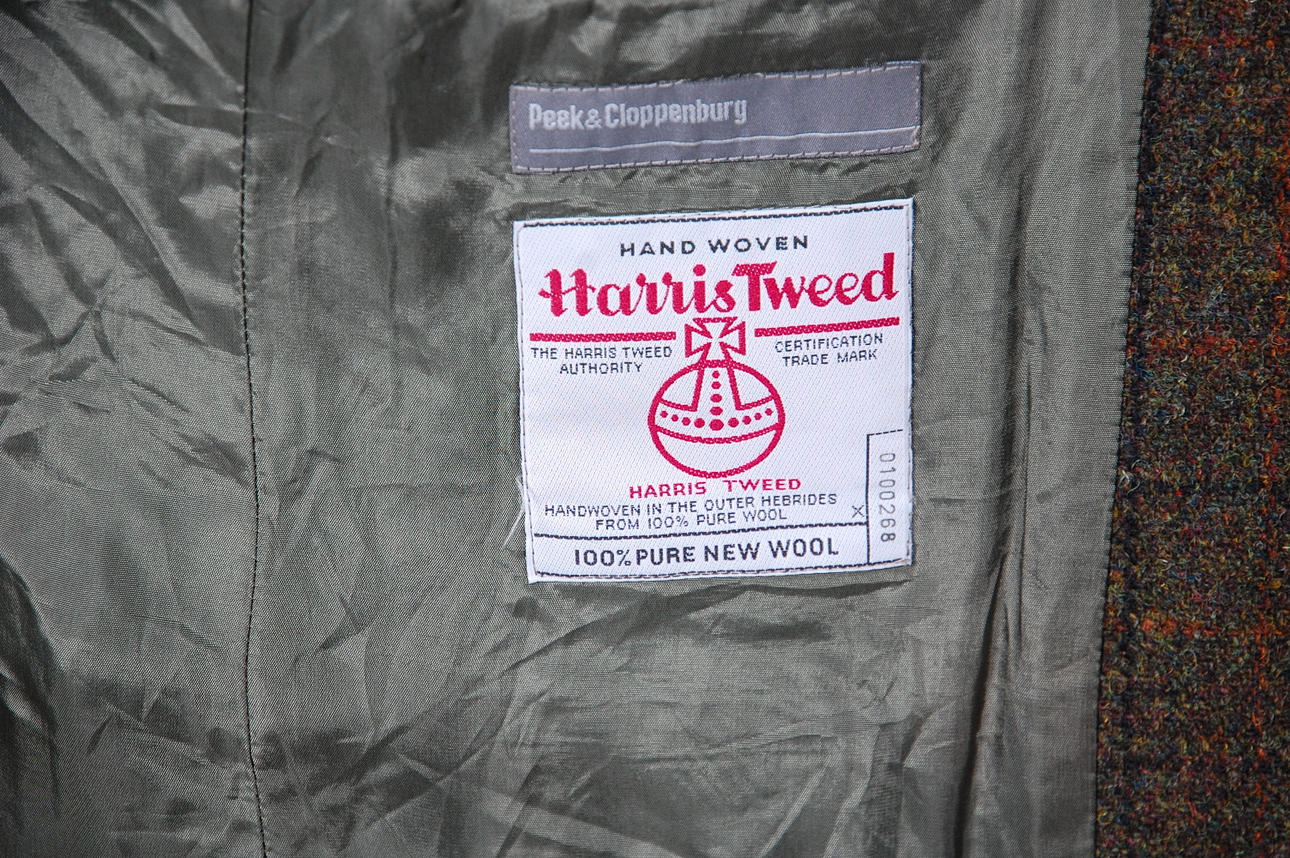 Peek&Cloppenburg
HAND WOVEN
Harris Tweed
THE HARRIS TWEED
AUTHORITY
CERTIFICATION
TRADE MARK
HARRIS TWEED
HANDWOVEN IN THE OUTER HEBRIDES
FROM 100% PURE WOOL
X
100% PURE NEW WOOL
0100268